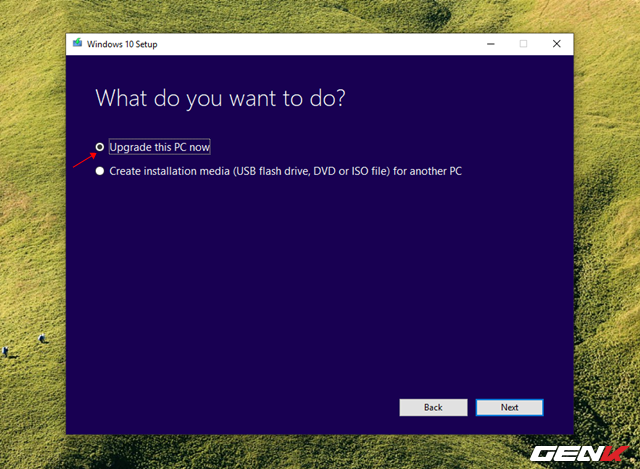 Windows 10 Setup
What do you want to do?
Upgrade this PC now
Create installation media (USB flash drive, DVD or ISO file) for another PC
Back
Next
GENK